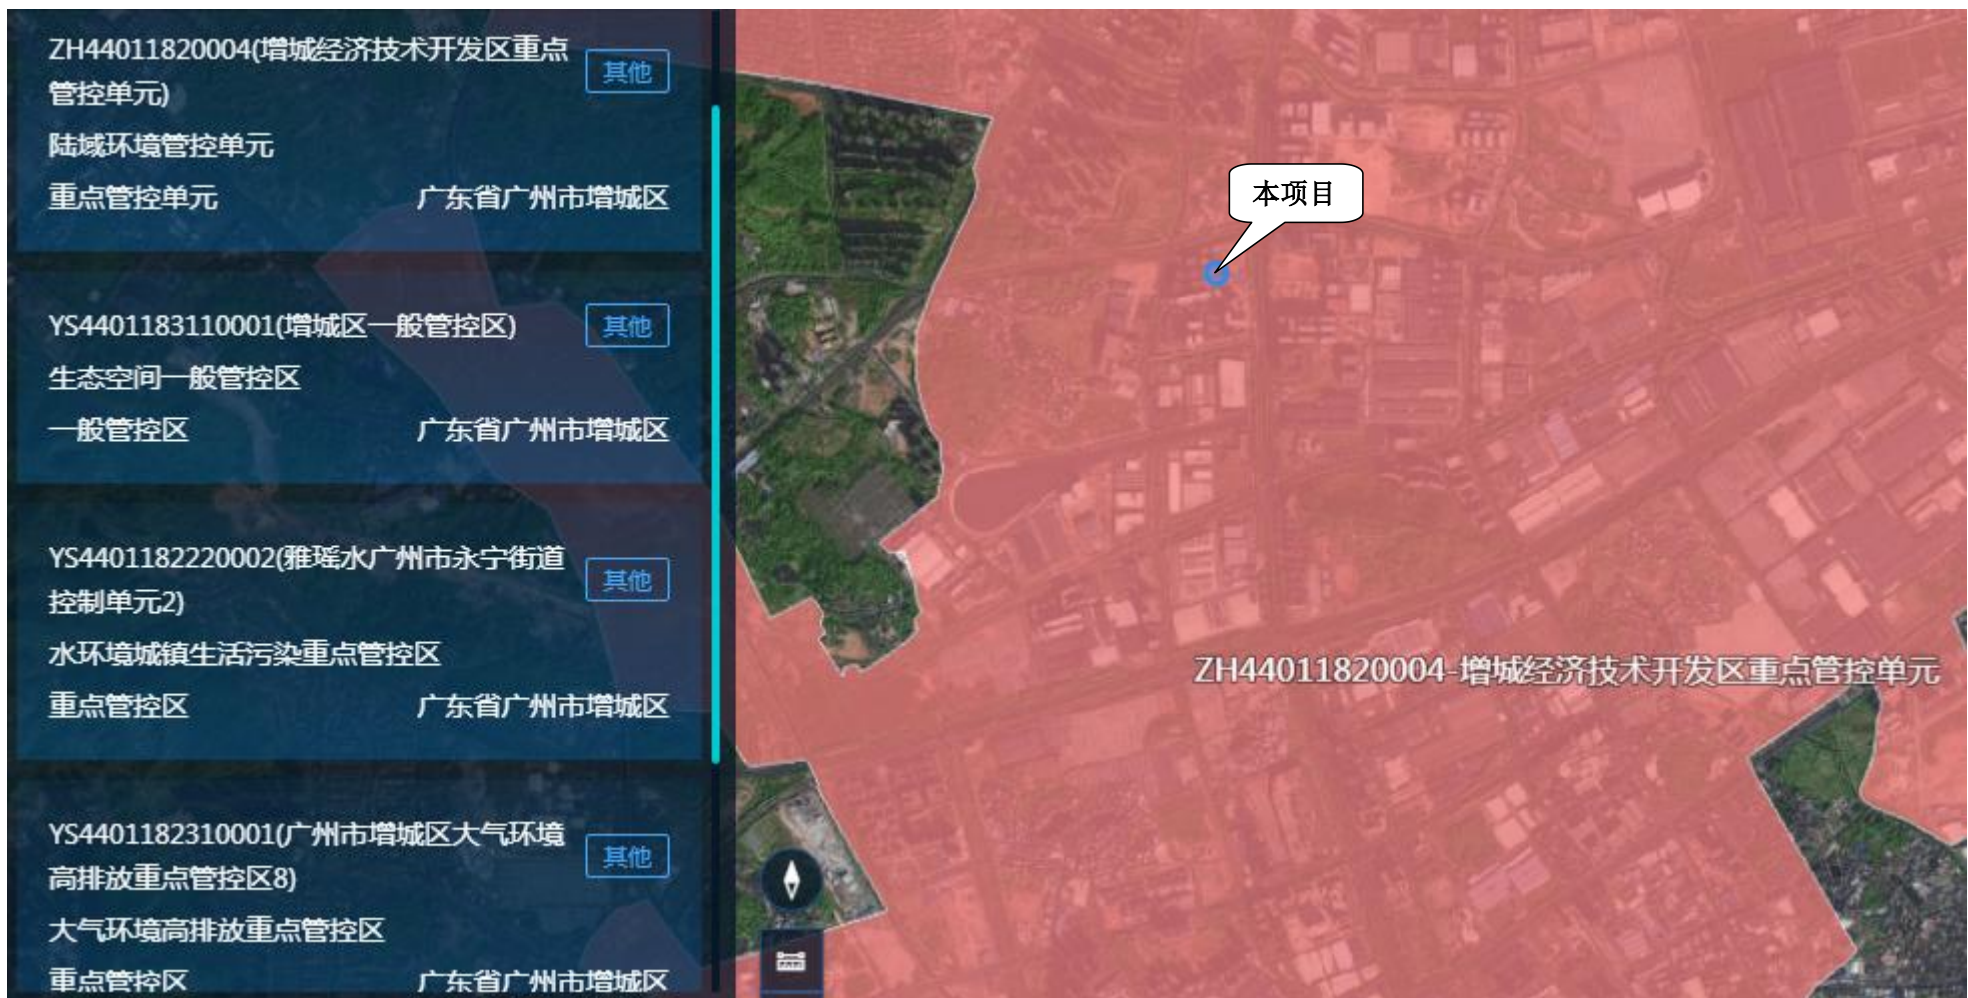 ZH44011820004(增城经济技术开发区重点
管控单元)
其他
陆域环境管控单元
重点管控单元 广东省广州市增城区
YS4401183110001(增城区一般管控区)
其他
生态空间一般管控区
一般管控区 广东省广州市增城区
YS4401182220002(雅瑶水广州市永宁街道
控制单元2)
其他
水环境城镇生活污染重点管控区
重点管控区 广东省广州市增城区
YS4401182310001(广州市增城区大气环境
高排放重点管控区8)
其他
大气环境高排放重点管控区
重点管控区 广东省广州市增城区
本项目
ZH44011820004-增城经济技术开发区重点管控单元